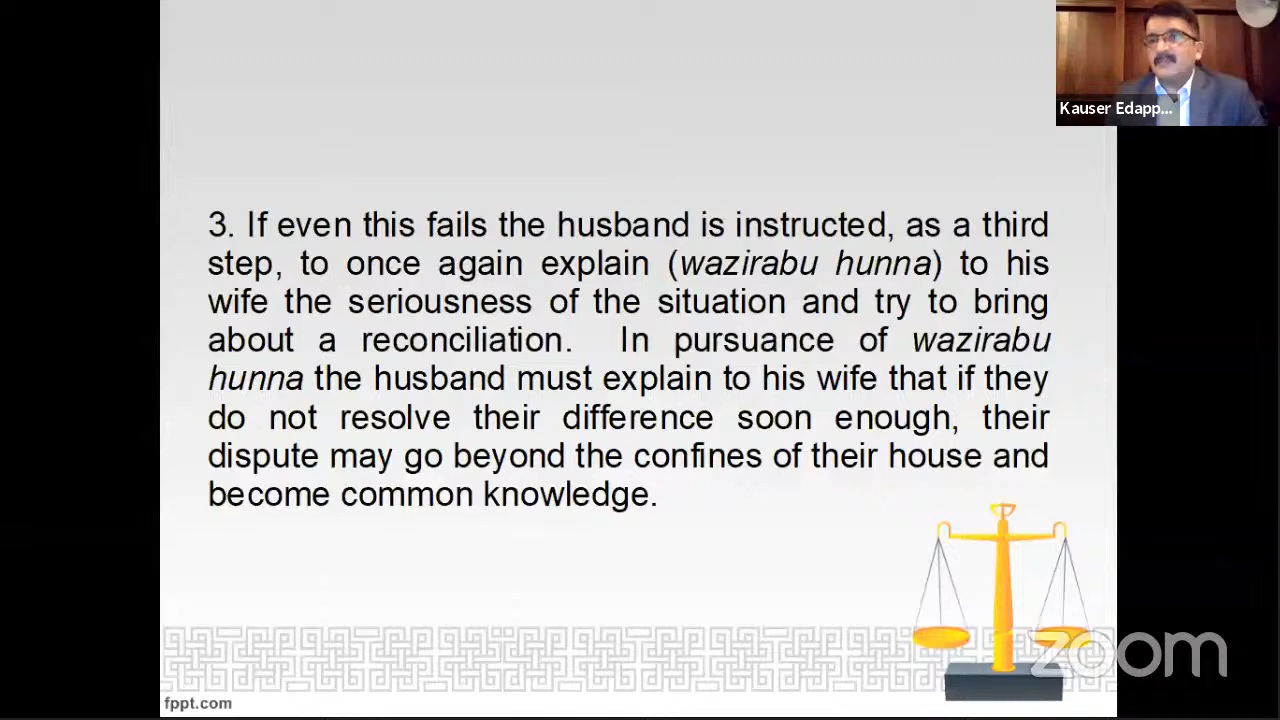 Kauser Edapp...
3. If even this fails the husband is instructed, as a third
step, to once again explain (wazirabu hunna) to his
wife the seriousness of the situation and try to bring
about a reconciliation. In pursuance of wazirabu
hunna the husband must explain to his wife that if they
do not resolve their difference soon enough, their
dispute may go beyond the confines of their house and
become common knowledge.
zoom
fppt.com